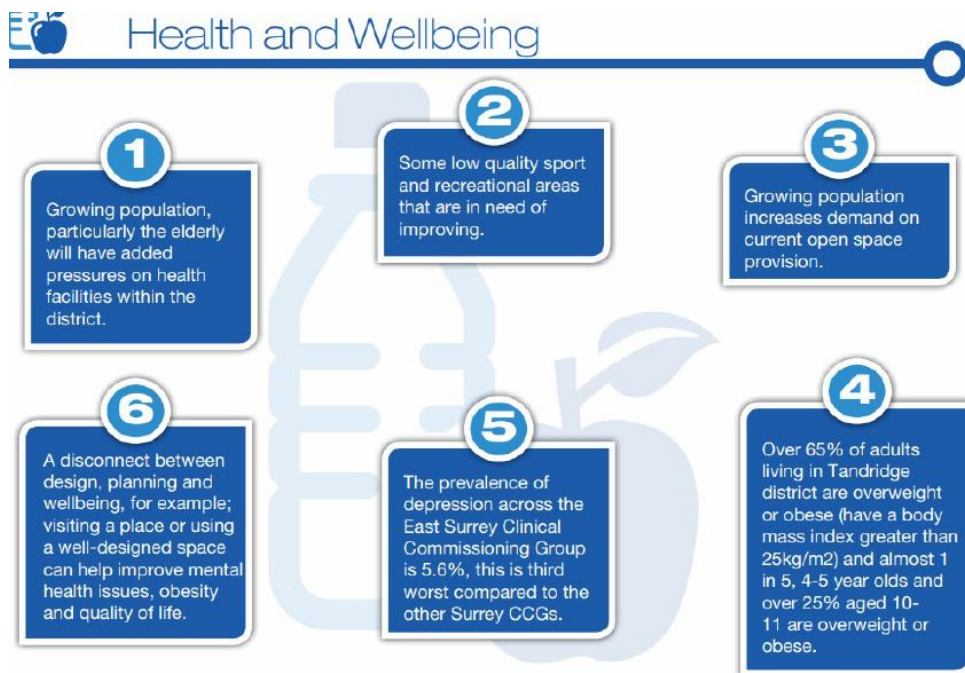 Health and Wellbeing
1
Growing population,
particularly the elderly
will have added
pressures on health
facilities within the
district.
2
Some low quality sport
and recreational areas
that are in need of
improving.
3
Growing population
increases demand on
current open space
provision.
4
Over 65% of adults
living in Tandridge
district are overweight
or obese (have a body
mass index greater than
25kg/m2) and almost 1
in 5, 4-5 year olds and
over 25% aged 10-
11 are overweight or
obese.
5
The prevalence of
depression across the
East Surrey Clinical
Commissioning Group
is 5.6%, this is third
worst compared to the
other Surrey CCGs.
6
A disconnect between
design, planning and
wellbeing, for example;
visiting a place or using
a well-designed space
can help improve mental
health issues, obesity
and quality of life.